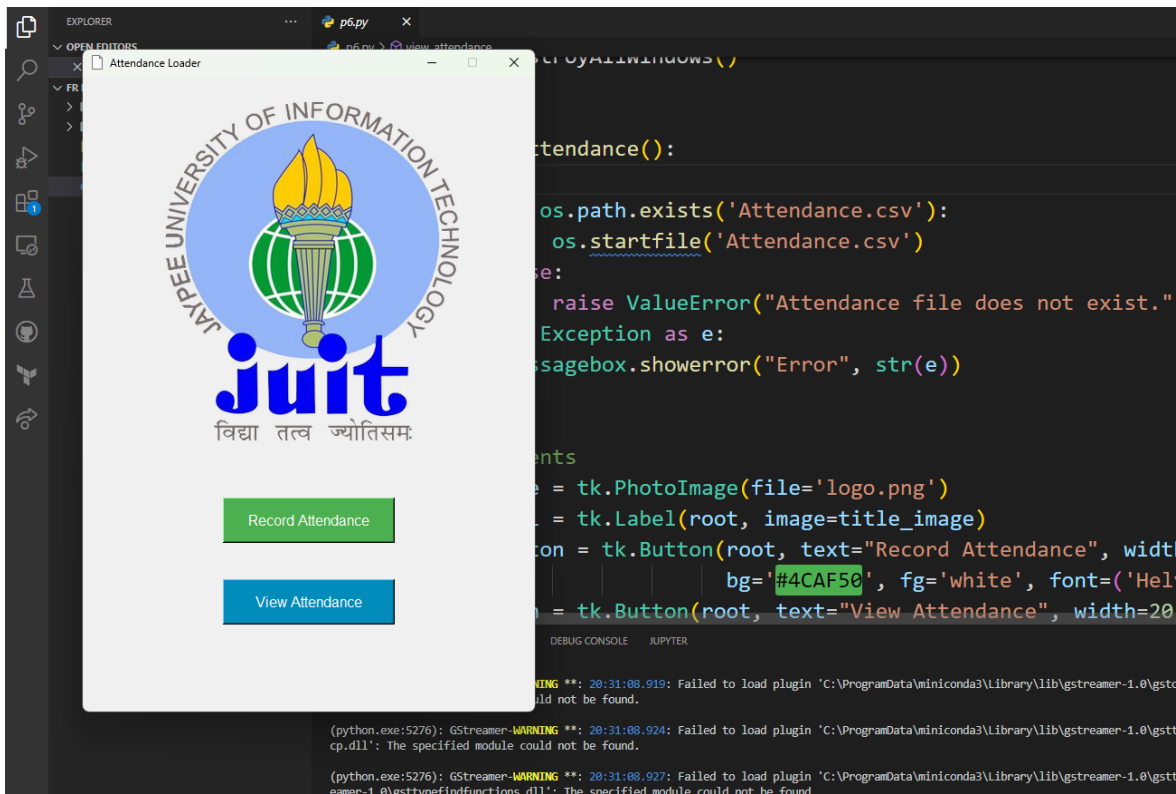 EXPLORER
OPEN EDITORS
p6.py
p6.py > view_attendance
Attendance Loader
JAYPEE UNIVERSITY OF INFORMATION TECHNOLOGY
juit
विद्या तत्व ज्योतिसमः
Record Attendance
View Attendance
1
ttendance():
os.path.exists('Attendance.csv'):
os.startfile('Attendance.csv')
se:
raise ValueError("Attendance file does not exist."
Exception as e:
ssagebox.showerror("Error", str(e))
ents
= tk.PhotoImage(file='logo.png')
= tk.Label(root, image=title_image)
on = tk.Button(root, text="Record Attendance", widt
bg='#4CAF50', fg='white', font=('Hel
= tk.Button(root, text="View Attendance", width=20
DEBUG CONSOLE JUPYTER
NING **: 20:31:08.919: Failed to load plugin 'C:\ProgramData\miniconda3\Library\lib\gstreamer-1.0\gstc
ld not be found.
(python.exe:5276): GStreamer-WARNING **: 20:31:08.924: Failed to load plugin 'C:\ProgramData\miniconda3\Library\lib\gstreamer-1.0\gstt
cp.dll': The specified module could not be found.
(python.exe:5276): GStreamer-WARNING **: 20:31:08.927: Failed to load plugin 'C:\ProgramData\miniconda3\Library\lib\gstreamer-1.0\gstt
eamer-1.0\gsttypefindfunctions.dll': The specified module could not be found.